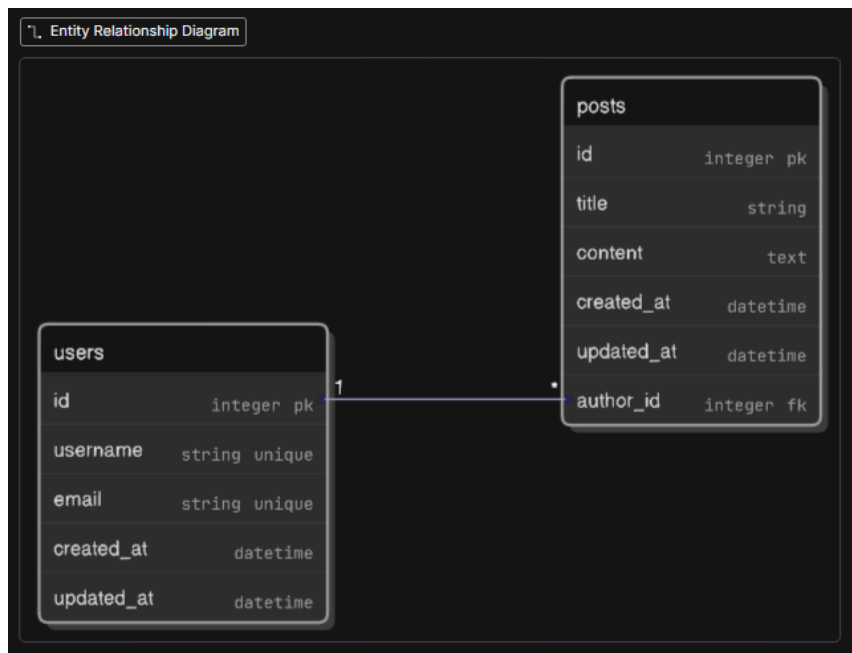 Entity Relationship Diagram
posts
id integer pk
title string
content text
created_at datetime
updated_at datetime
author_id integer fk
users
id integer pk
username string unique
email string unique
created_at datetime
updated_at datetime
1 *